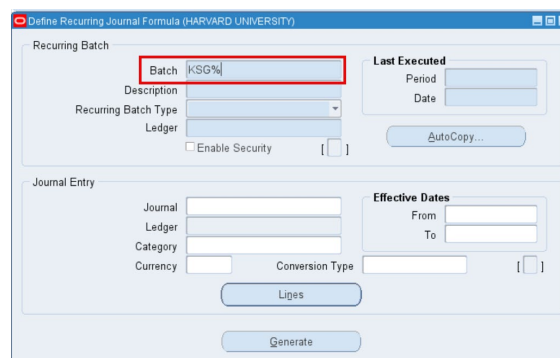 Define Recurring Journal Formula (HARVARD UNIVERSITY)
Recurring Batch
Batch KSG%
Description
Recurring Batch Type
Ledger
Enable Security [ ]
Last Executed
Period
Date
AutoCopy...
Journal Entry
Journal
Ledger
Category
Currency Conversion Type [ ]
Effective Dates
From
To
Lines
Generate